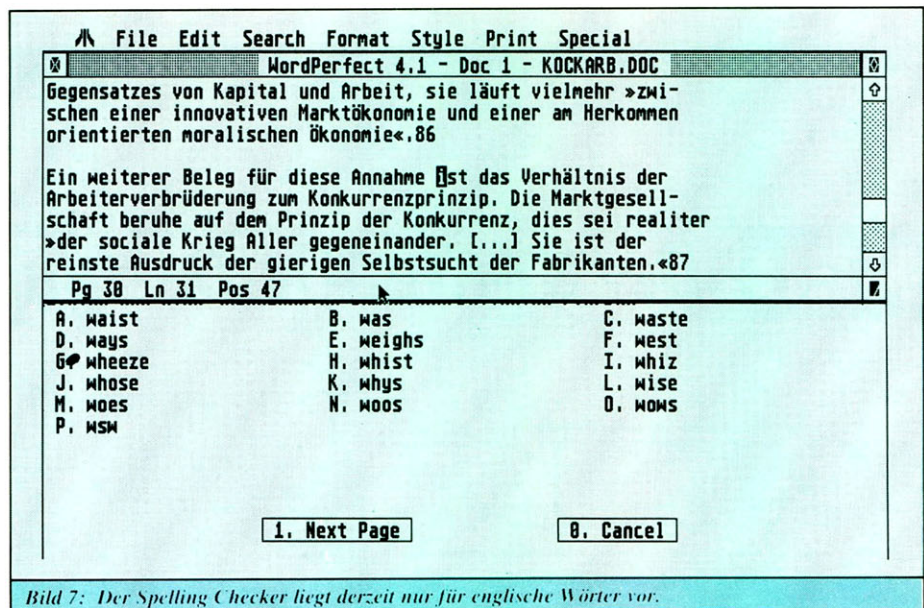 File Edit Search Format Style Print Special
WordPerfect 4.1 - Doc 1 - KOCKARB.DOC
Gegensatzes von Kapital und Arbeit, sie läuft vielmehr »zwi-
schen einer innovativen Marktökonomie und einer am Herkommen
orientierten moralischen Ökonomie«.86
Ein weiterer Beleg für diese Annahme ist das Verhältnis der
Arbeiterverbrüderung zum Konkurrenzprinzip. Die Marktgesell-
schaft beruhe auf dem Prinzip der Konkurrenz, dies sei realiter
»der sociale Krieg Aller gegeneinander. [...] Sie ist der
reinste Ausdruck der gierigen Selbstsucht der Fabrikanten.«87
Pg 30 Ln 31 Pos 47
A. waist B. was C. waste
D. ways E. weighs F. west
G wheeze H. whist I. whiz
J. whose K. whys L. wise
M. woes N. woos O. wows
P. wsw
1. Next Page 0. Cancel
Bild 7: Der Spelling Checker liegt derzeit nur für englische Wörter vor.